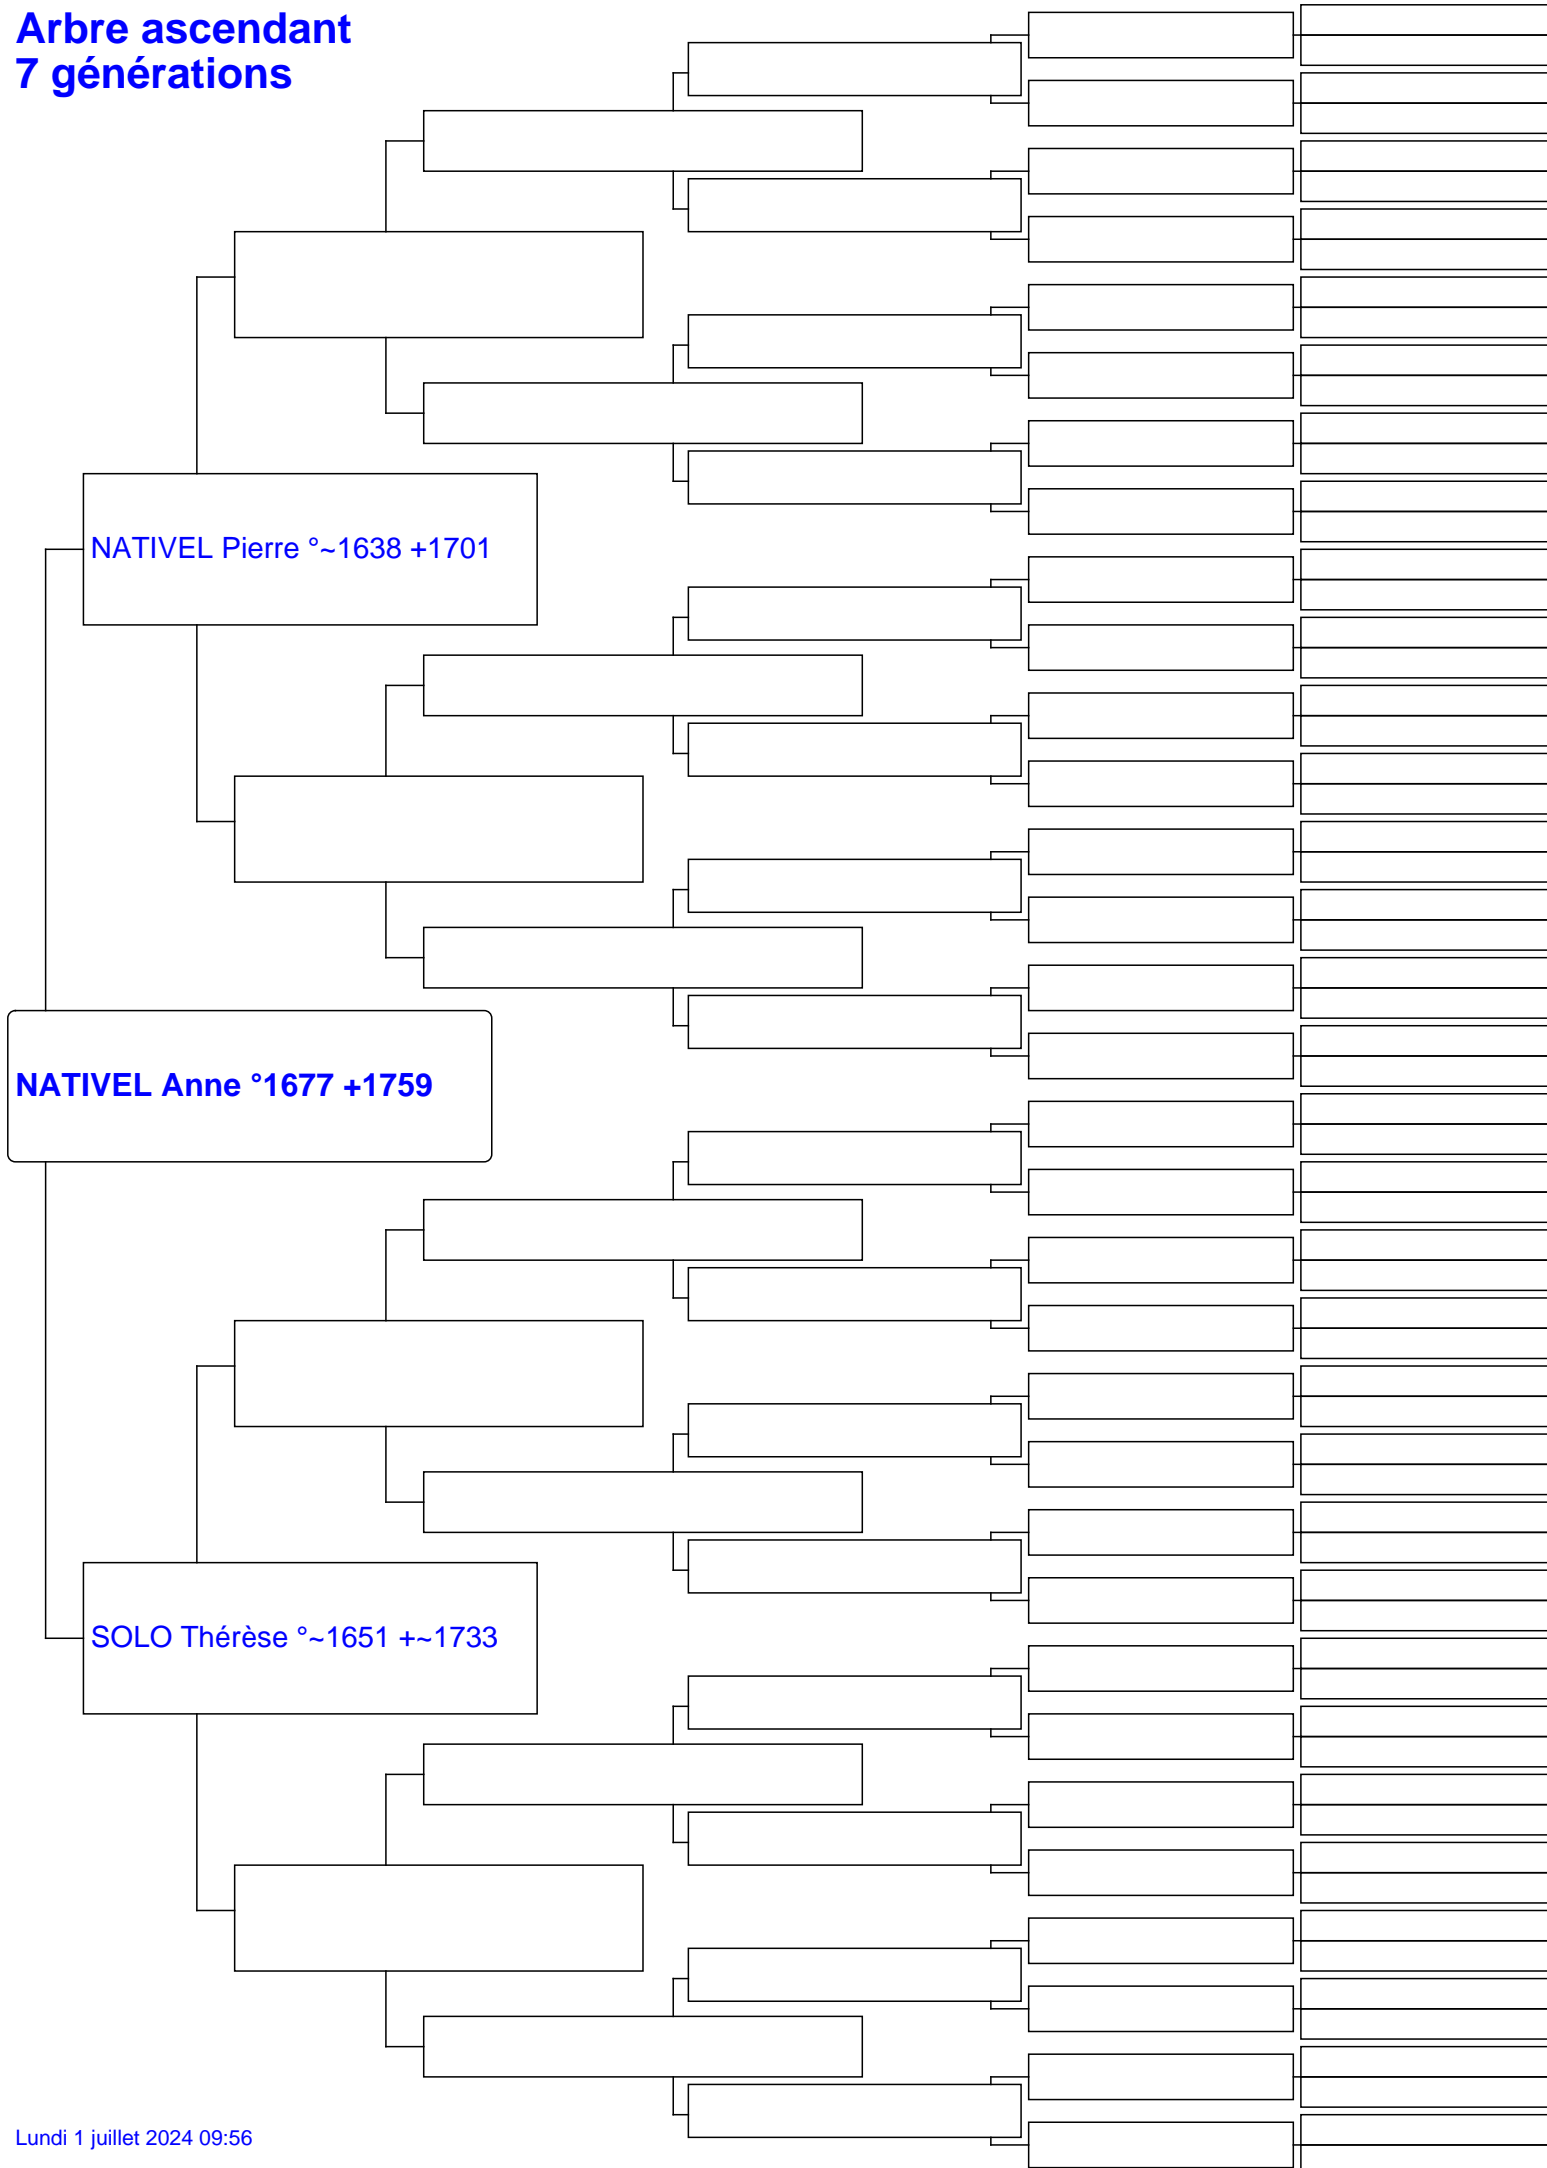 Arbre ascendant
7 générations
NATIVEL Pierre °~1638 +1701
NATIVEL Anne °1677 +1759
SOLO Thérèse °~1651 +~1733
Lundi 1 juillet 2024 09:56